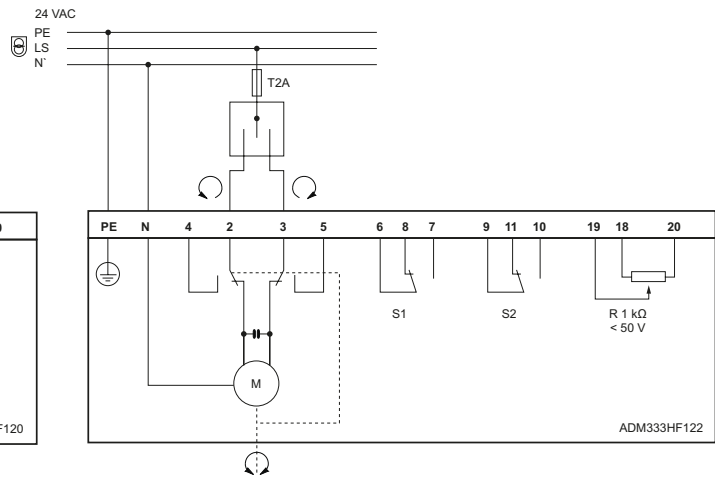 24 VAC
PE
LS
N`
T2A
PE N 4 2 3 5 6 8 7 9 11 10 19 18 20
S1 S2 R 1 kΩ
< 50 V
M
F120 ADM333HF122